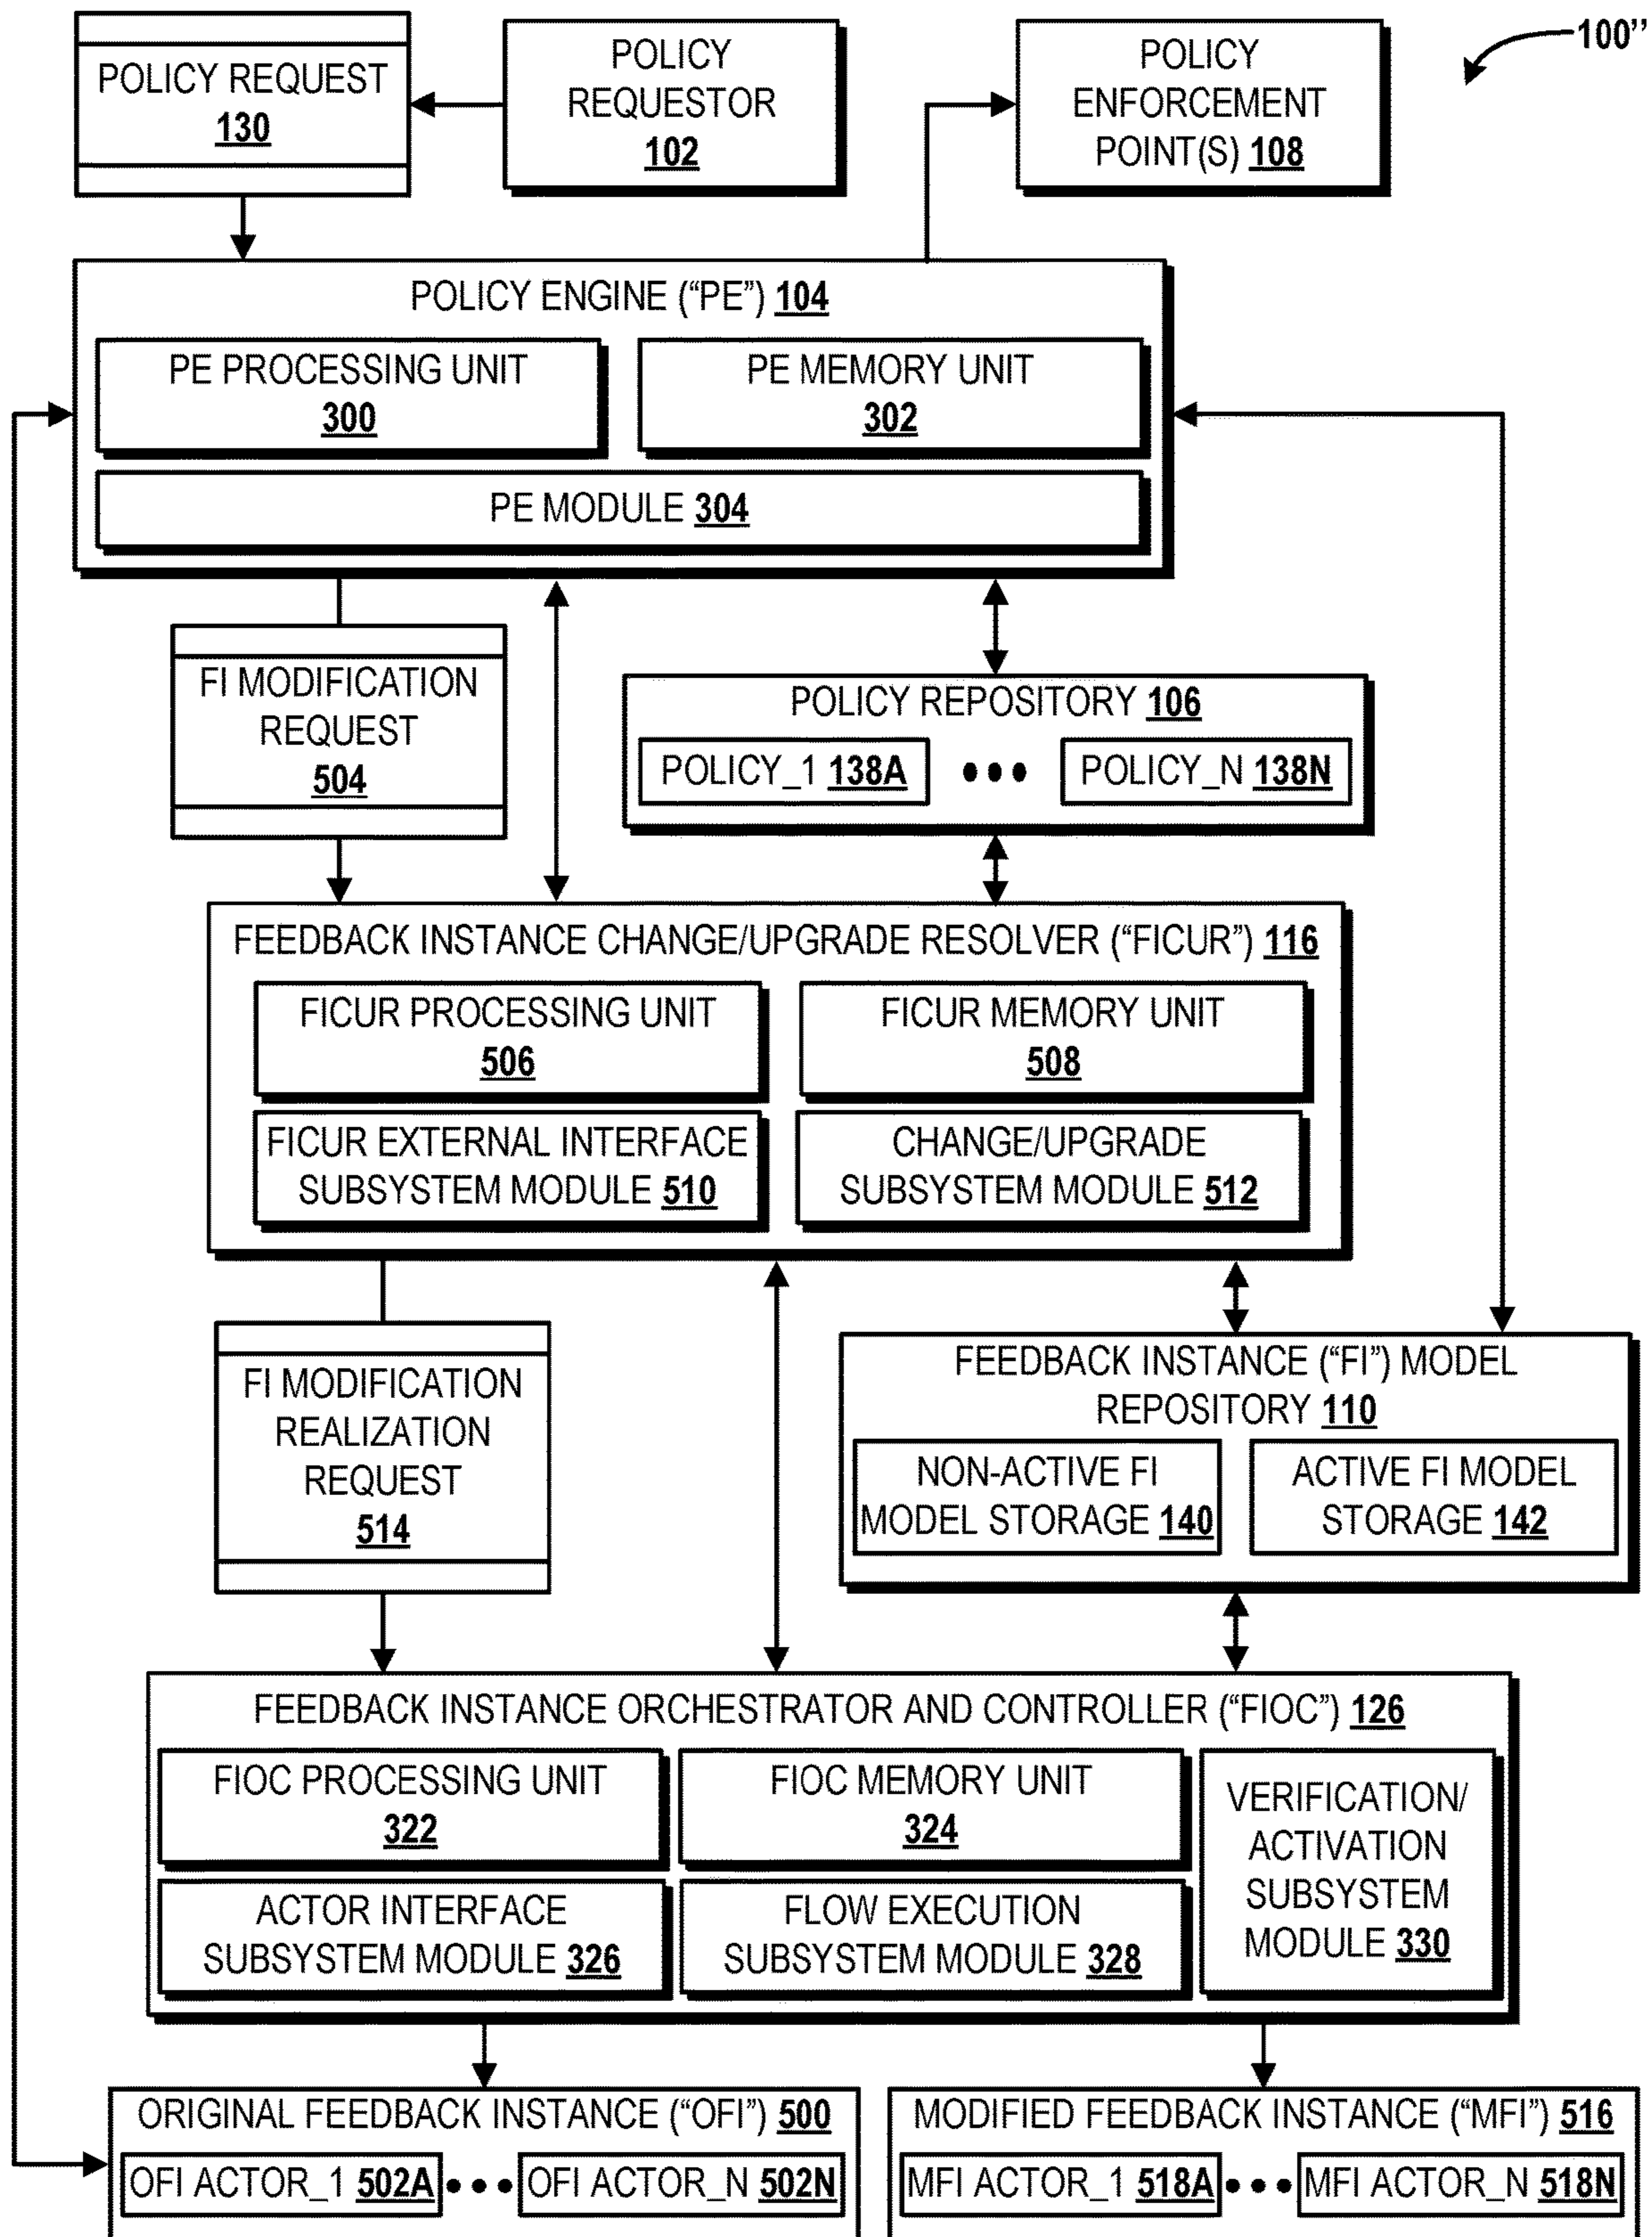 POLICY REQUEST
130
POLICY
REQUESTOR
102
POLICY
ENFORCEMENT
POINT(S) 108
100”
POLICY ENGINE (“PE”) 104
PE PROCESSING UNIT
300
PE MEMORY UNIT
302
PE MODULE 304
FI MODIFICATION
REQUEST
504
POLICY REPOSITORY 106
POLICY_1 138A
POLICY_N 138N
FEEDBACK INSTANCE CHANGE/UPGRADE RESOLVER (“FICUR”) 116
FICUR PROCESSING UNIT
506
FICUR MEMORY UNIT
508
FICUR EXTERNAL INTERFACE
SUBSYSTEM MODULE 510
CHANGE/UPGRADE
SUBSYSTEM MODULE 512
FI MODIFICATION
REALIZATION
REQUEST
514
FEEDBACK INSTANCE (“FI”) MODEL
REPOSITORY 110
NON-ACTIVE FI
MODEL STORAGE 140
ACTIVE FI MODEL
STORAGE 142
FEEDBACK INSTANCE ORCHESTRATOR AND CONTROLLER (“FIOC”) 126
FIOC PROCESSING UNIT
322
FIOC MEMORY UNIT
324
VERIFICATION/
ACTIVATION
SUBSYSTEM
MODULE 330
ACTOR INTERFACE
SUBSYSTEM MODULE 326
FLOW EXECUTION
SUBSYSTEM MODULE 328
ORIGINAL FEEDBACK INSTANCE (“OFI”) 500
OFI ACTOR_1 502A
OFI ACTOR_N 502N
MODIFIED FEEDBACK INSTANCE (“MFI”) 516
MFI ACTOR_1 518A
MFI ACTOR_N 518N